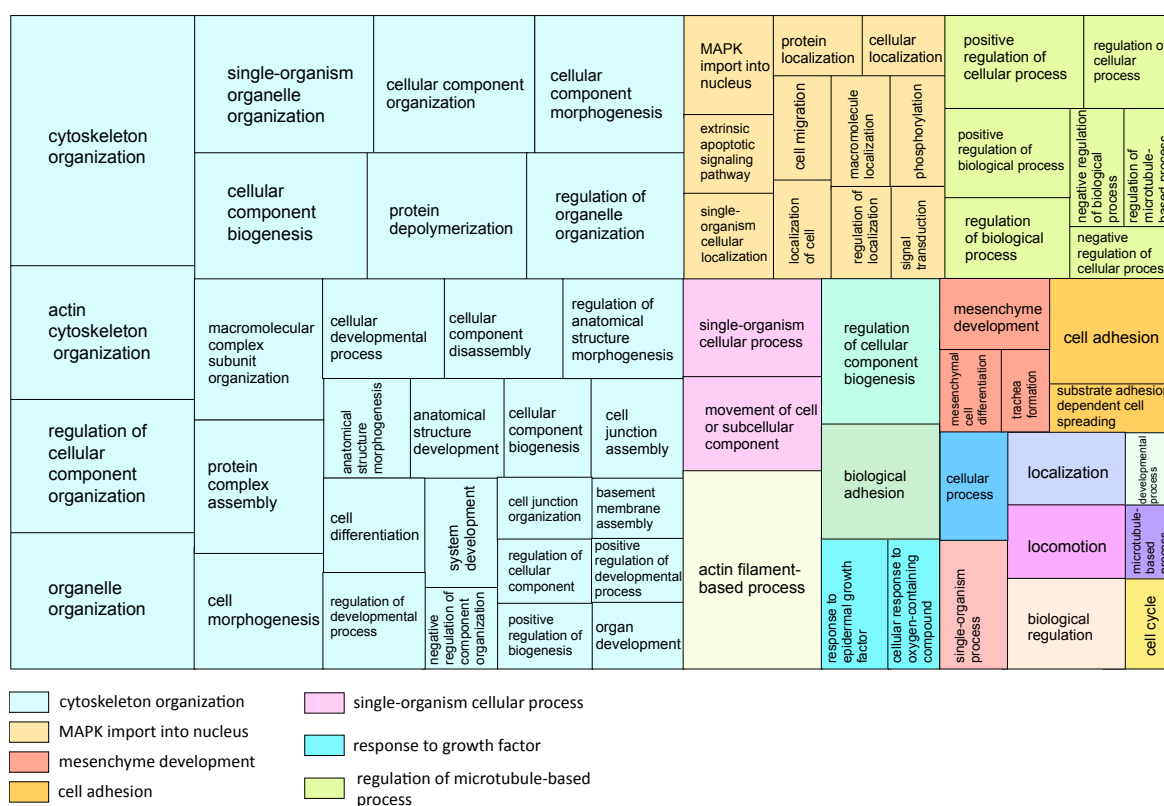 cytoskeleton
organization
single-organism
organelle
organization
cellular component
organization
cellular
component
morphogenesis
cellular
component
biogenesis
protein
depolymerization
regulation of
organelle
organization
actin
cytoskeleton
organization
regulation of
cellular
component
organization
organelle
organization
macromolecular
complex
subunit
organization
protein
complex
assembly
cell
morphogenesis
cellular
developmental
process
cellular
component
disassembly
regulation of
anatomical
structure
morphogenesis
anatomical
structure
morphogenesis
anatomical
structure
development
cellular
component
biogenesis
cell
junction
assembly
cell
differentiation
system
development
cell junction
organization
basement
membrane
assembly
regulation of
cellular
component
positive
regulation of
developmental
process
regulation of
developmental
process
negative
regulation of
component
organization
positive
regulation of
biogenesis
organ
development
MAPK
import into
nucleus
protein
localization
cellular
localization
extrinsic
apoptotic
signaling
pathway
cell migration
macromolecule
localization
phosphorylation
single-
organism
cellular
localization
localization
of cell
regulation of
localization
signal
transduction
positive
regulation of
cellular process
regulation of
cellular
process
positive
regulation of
biological process
negative regulation
of biological
process
regulation of
microtubule-
based process
regulation
of biological
process
negative
regulation of
cellular process
single-organism
cellular process
movement of cell
or subcellular
component
actin filament-
based process
regulation
of cellular
component
biogenesis
biological
adhesion
response to
epidermal growth
factor
cellular response to
oxygen-containing
compound
mesenchyme
development
mesenchymal
cell
differentiation
trachea
formation
cell adhesion
substrate adhesion
dependent cell
spreading
cellular
process
localization
developmental
process
locomotion
microtubule-
based
process
single-organism
process
biological
regulation
cell cycle
cytoskeleton organization
MAPK import into nucleus
mesenchyme development
cell adhesion
single-organism cellular process
response to growth factor
regulation of microtubule-based
process